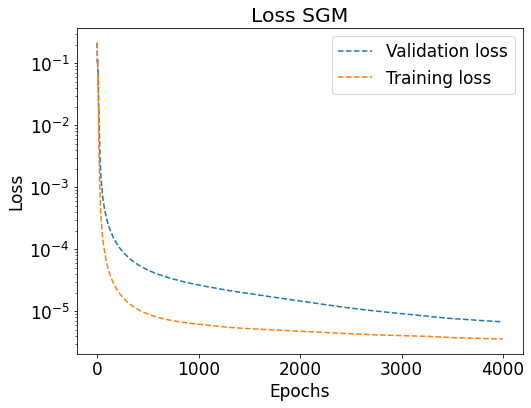 Loss SGM
Validation loss
Training loss
Loss
10⁻¹
10⁻²
10⁻³
10⁻⁴
10⁻⁵
0 1000 2000 3000 4000
Epochs